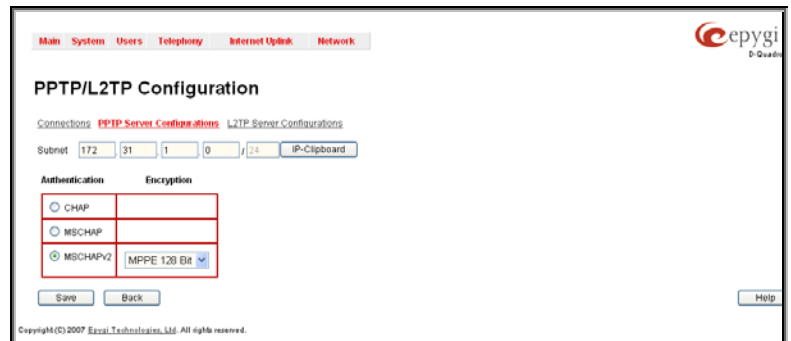 Main System Users Telephony Internet Uplink Network
epygi
D-Quadro
PPTP/L2TP Configuration
Connections PPTP Server Configurations L2TP Server Configurations
Subnet 172 31 1 0 / 24 IP-Clipboard
Authentication Encryption
CHAP
MSCHAP
MSCHAPv2 MPPE 128 Bit
Save Back Help
Copyright (C) 2007 Epygi Technologies, Ltd. All rights reserved.